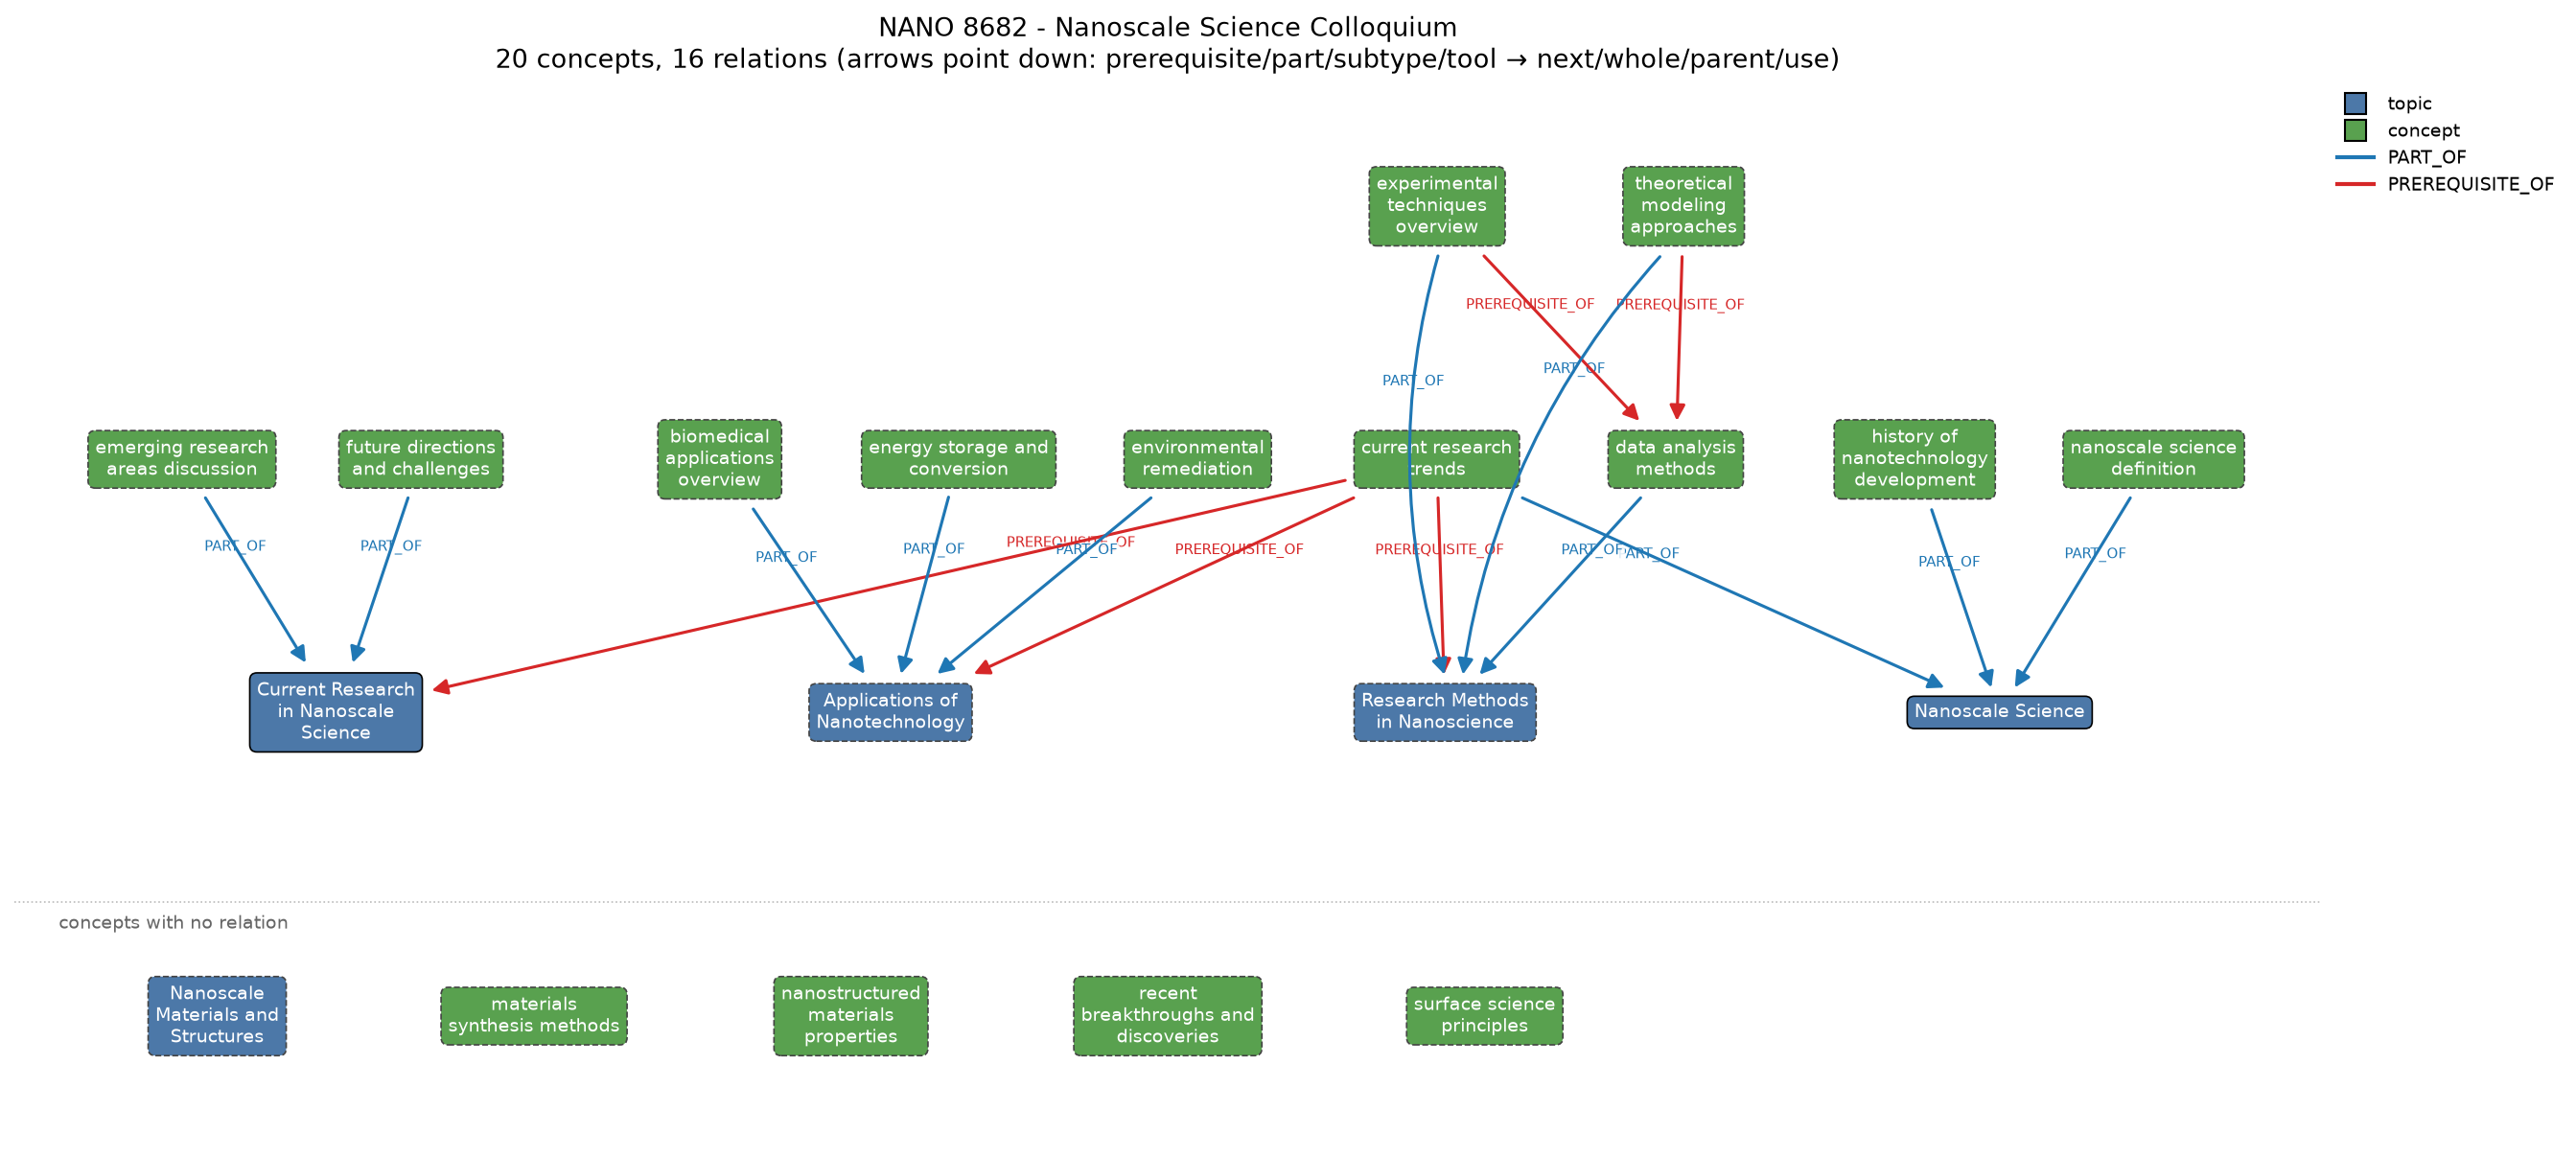 NANO 8682 - Nanoscale Science Colloquium
20 concepts, 16 relations (arrows point down: prerequisite/part/subtype/tool → next/whole/parent/use)
topic
concept
PART_OF
PREREQUISITE_OF
experimental
techniques
overview
theoretical
modeling
approaches
PREREQUISITE_OF
PREREQUISITE_OF
PART_OF
PART_OF
emerging research
areas discussion
future directions
and challenges
biomedical
applications
overview
energy storage and
conversion
environmental
remediation
current research
trends
data analysis
methods
history of
nanotechnology
development
nanoscale science
definition
PART_OF
PART_OF
PART_OF
PART_OF
PREREQUISITE_OF
PART_OF
PREREQUISITE_OF
PREREQUISITE_OF
PART_OF
PART_OF
PART_OF
PART_OF
Current Research
in Nanoscale
Science
Applications of
Nanotechnology
Research Methods
in Nanoscience
Nanoscale Science
concepts with no relation
Nanoscale
Materials and
Structures
materials
synthesis methods
nanostructured
materials
properties
recent
breakthroughs and
discoveries
surface science
principles